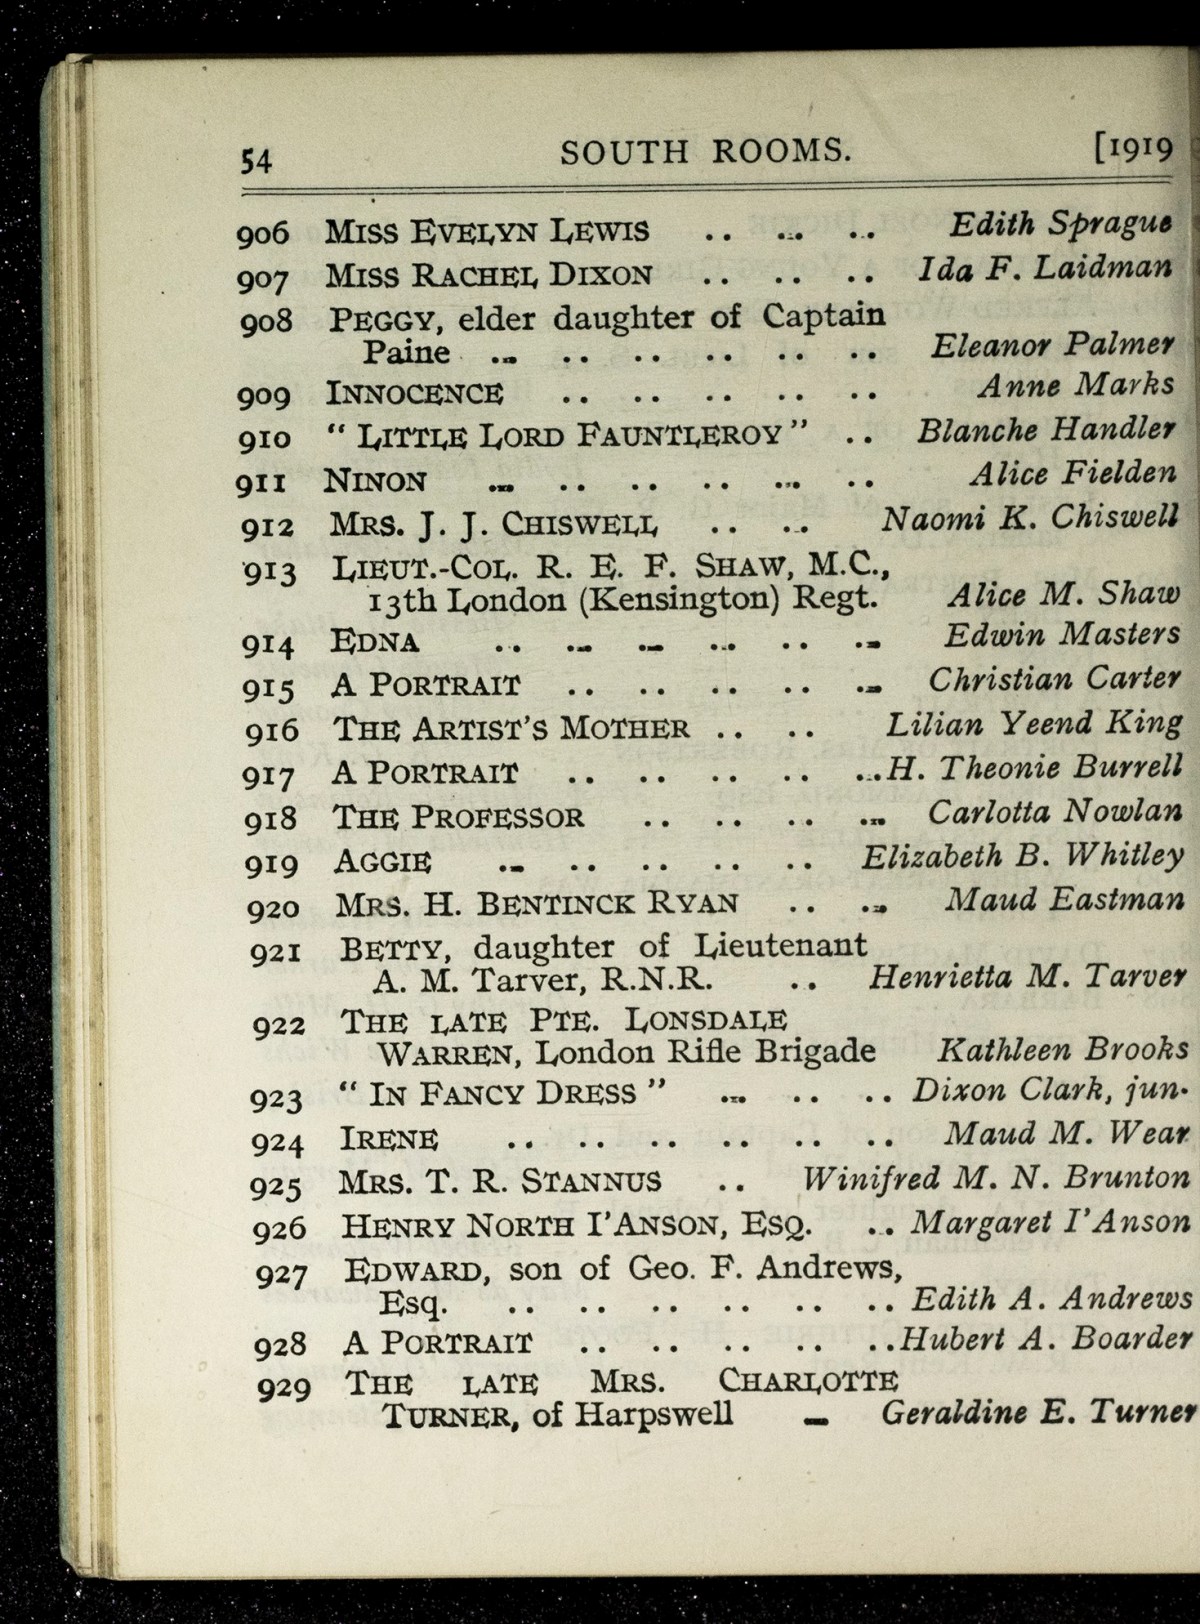 54 SOUTH ROOMS. [1919
906 MISS EVELYN LEWIS .. .. .. Edith Sprague
907 MISS RACHEL DIXON .. .. .. Ida F. Laidman
908 PEGGY, elder daughter of Captain
Paine .. .. .. .. .. .. Eleanor Palmer
909 INNOCENCE .. .. .. .. .. Anne Marks
910 “ LITTLE LORD FAUNTLEROY ” .. Blanche Handler
911 NINON .. .. .. .. .. .. Alice Fielden
912 MRS. J. J. CHISWELL .. .. Naomi K. Chiswell
913 LIEUT.-COL. R. E. F. SHAW, M.C.,
13th London (Kensington) Regt. Alice M. Shaw
914 EDNA .. .. .. .. .. .. Edwin Masters
915 A PORTRAIT .. .. .. .. .. Christian Carter
916 THE ARTIST’S MOTHER .. .. Lilian Yeend King
917 A PORTRAIT .. .. .. .. .. H. Theonie Burrell
918 THE PROFESSOR .. .. .. .. Carlotta Nowlan
919 AGGIE .. .. .. .. .. Elizabeth B. Whitley
920 MRS. H. BENTINCK RYAN .. .. Maud Eastman
921 BETTY, daughter of Lieutenant
A. M. Tarver, R.N.R. .. Henrietta M. Tarver
922 THE LATE PTE. LONSDALE
WARREN, London Rifle Brigade Kathleen Brooks
923 “ IN FANCY DRESS ” .. .. .. Dixon Clark, jun.
924 IRENE .. .. .. .. .. .. Maud M. Wear
925 MRS. T. R. STANNUS .. Winifred M. N. Brunton
926 HENRY NORTH I’ANSON, ESQ. .. Margaret I’Anson
927 EDWARD, son of Geo. F. Andrews,
Esq. .. .. .. .. .. .. Edith A. Andrews
928 A PORTRAIT .. .. .. .. .. Hubert A. Boarder
929 THE LATE MRS. CHARLOTTE
TURNER, of Harpswell .. Geraldine E. Turner